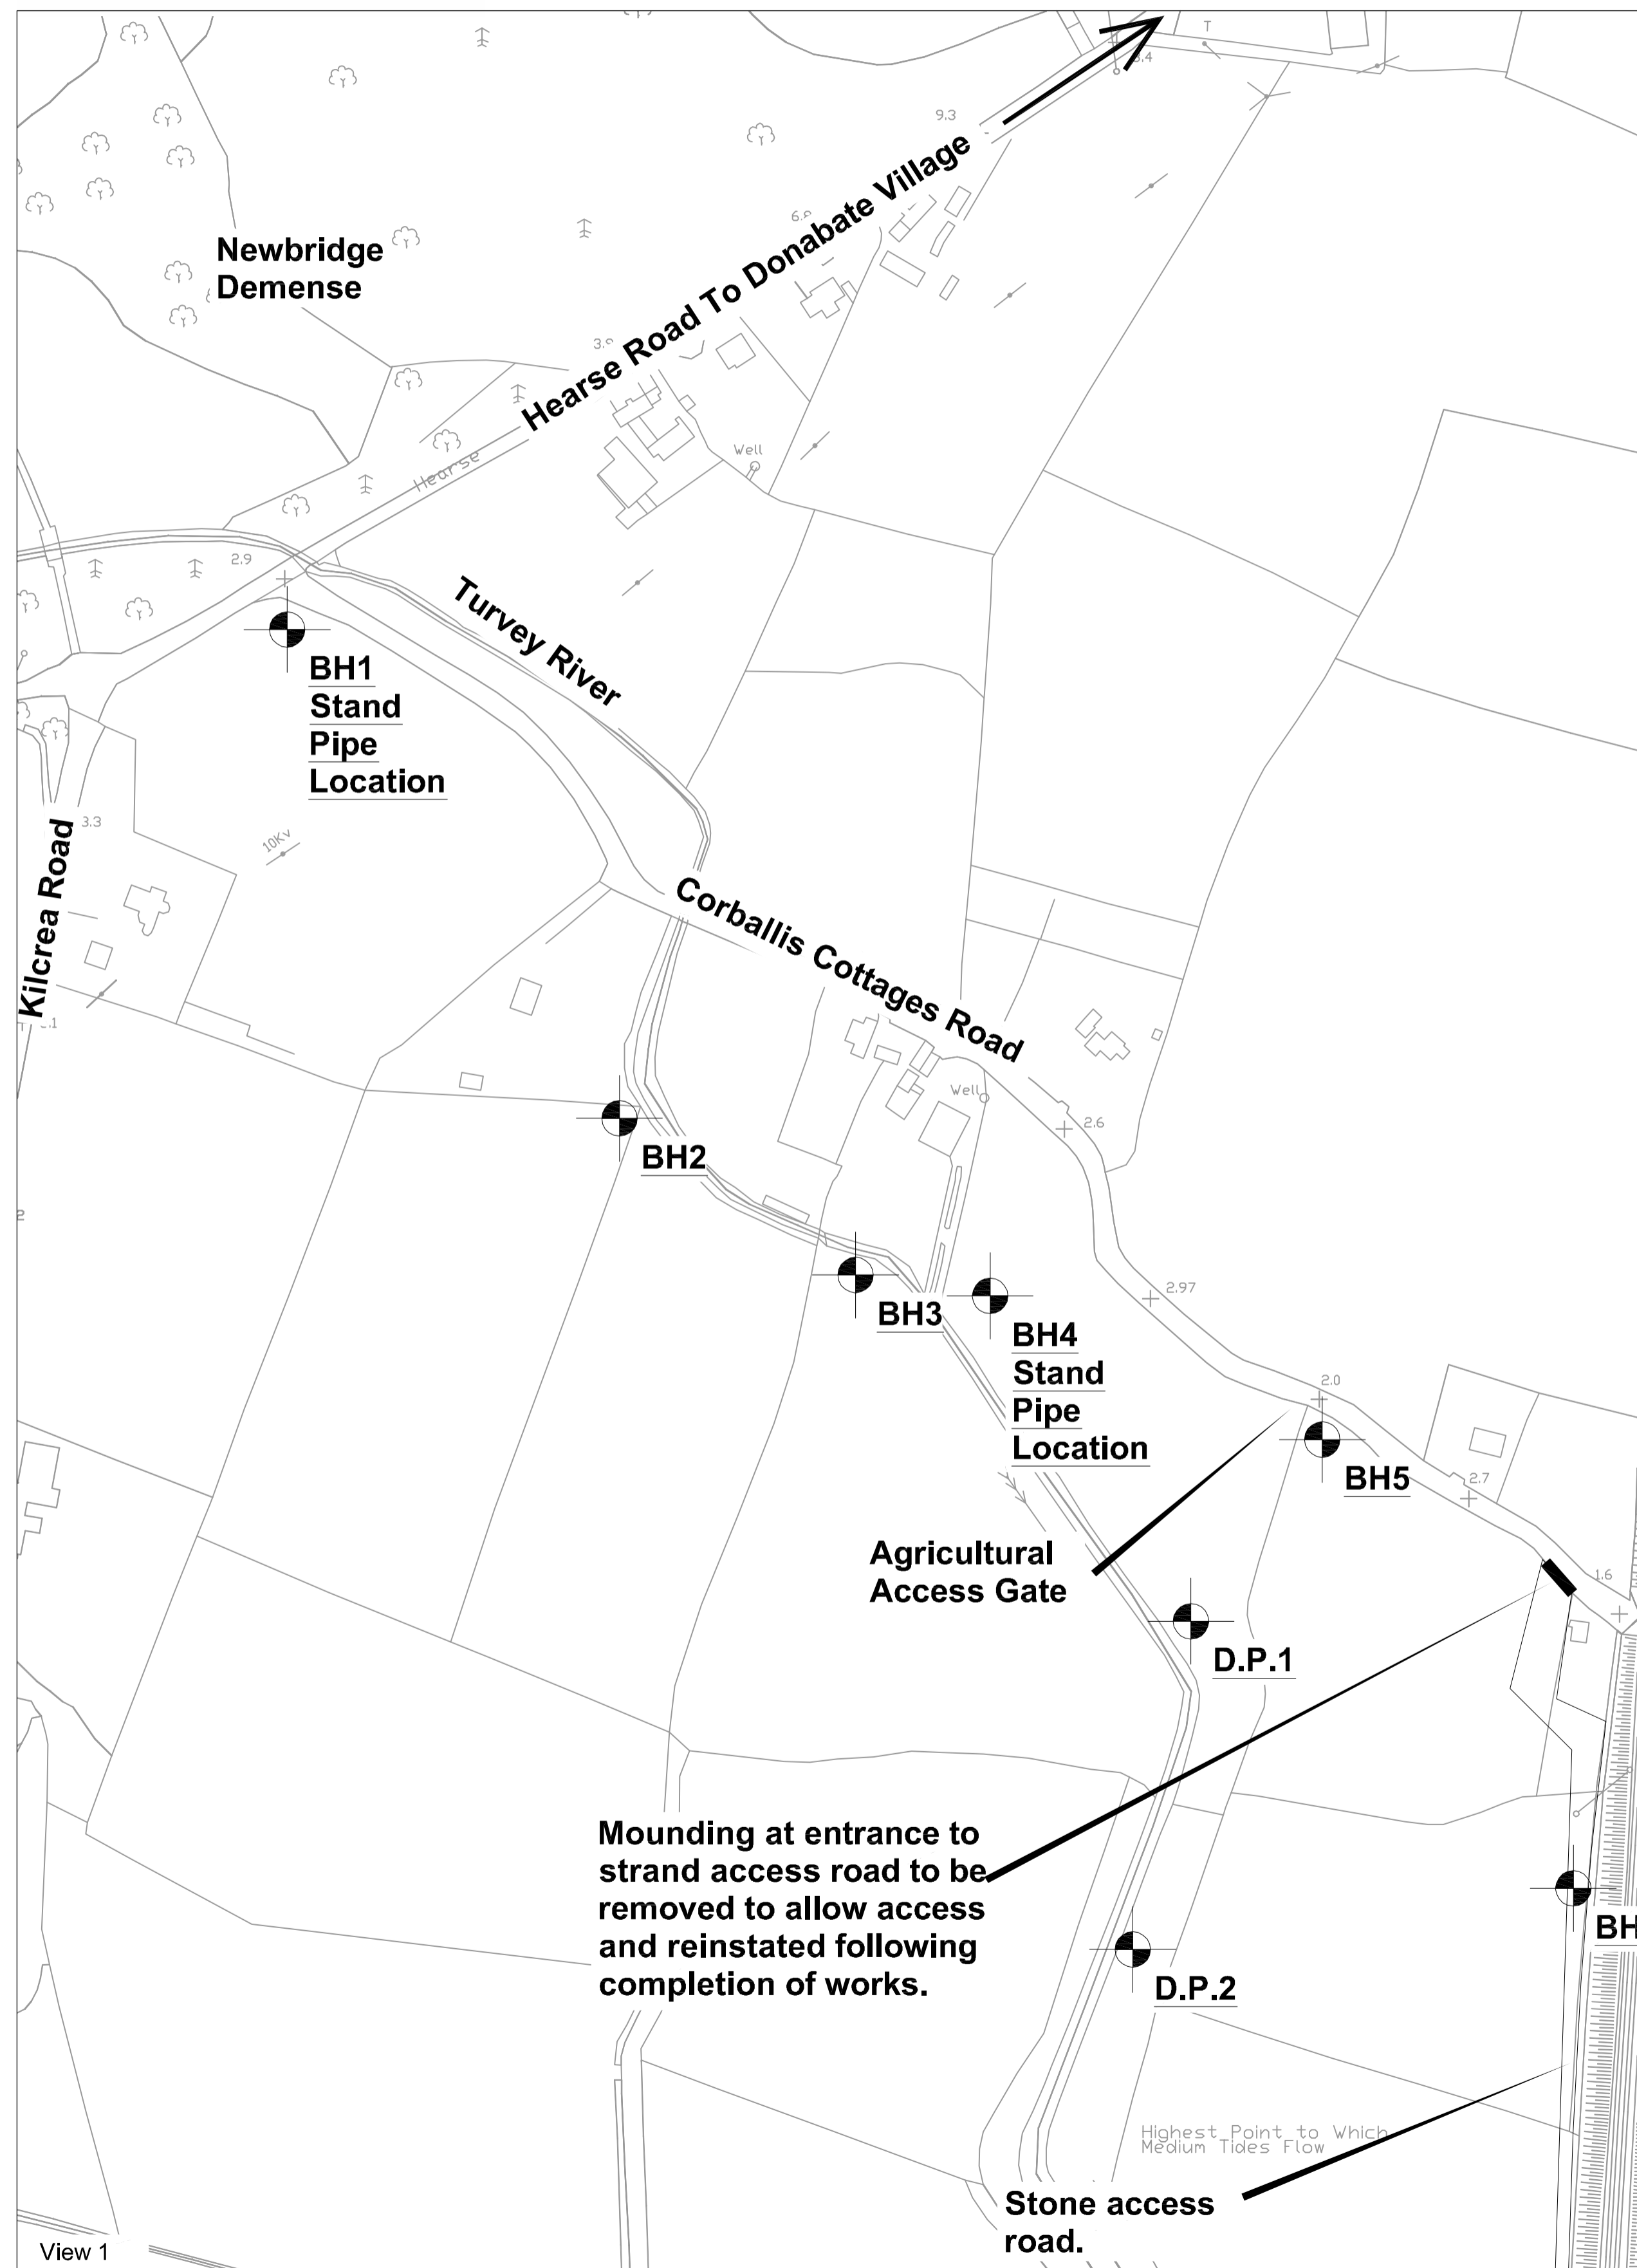 T
9.3
Hearse Road To Donabate Village
Newbridge
Demense
Well
Hearse
2.9
Turvey River
BH1
Stand
Pipe
Location
3.3
10Kv
Kilcrea Road
Corballis Cottages Road
Well
2.6
BH2
2.97
BH3
BH4
Stand
Pipe
Location
2.0
BH5
2.7
Agricultural
Access Gate
1.6
D.P.1
Mounding at entrance to
strand access road to be
removed to allow access
and reinstated following
completion of works.
BH
D.P.2
Highest Point to Which
Medium Tides Flow
Stone access
road.
View 1